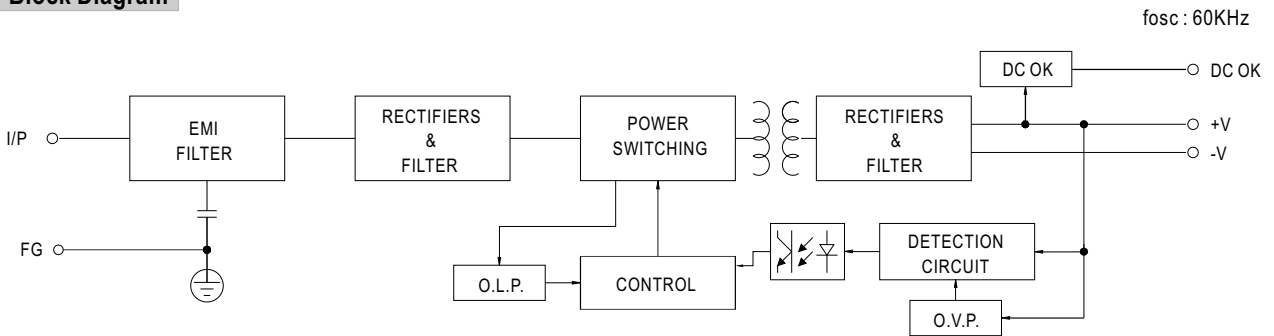 Block Diagram
fosc : 60KHz
DC OK
DC OK
I/P
EMI
FILTER
RECTIFIERS
&
FILTER
POWER
SWITCHING
RECTIFIERS
&
FILTER
+V
-V
FG
O.L.P.
CONTROL
DETECTION
CIRCUIT
O.V.P.